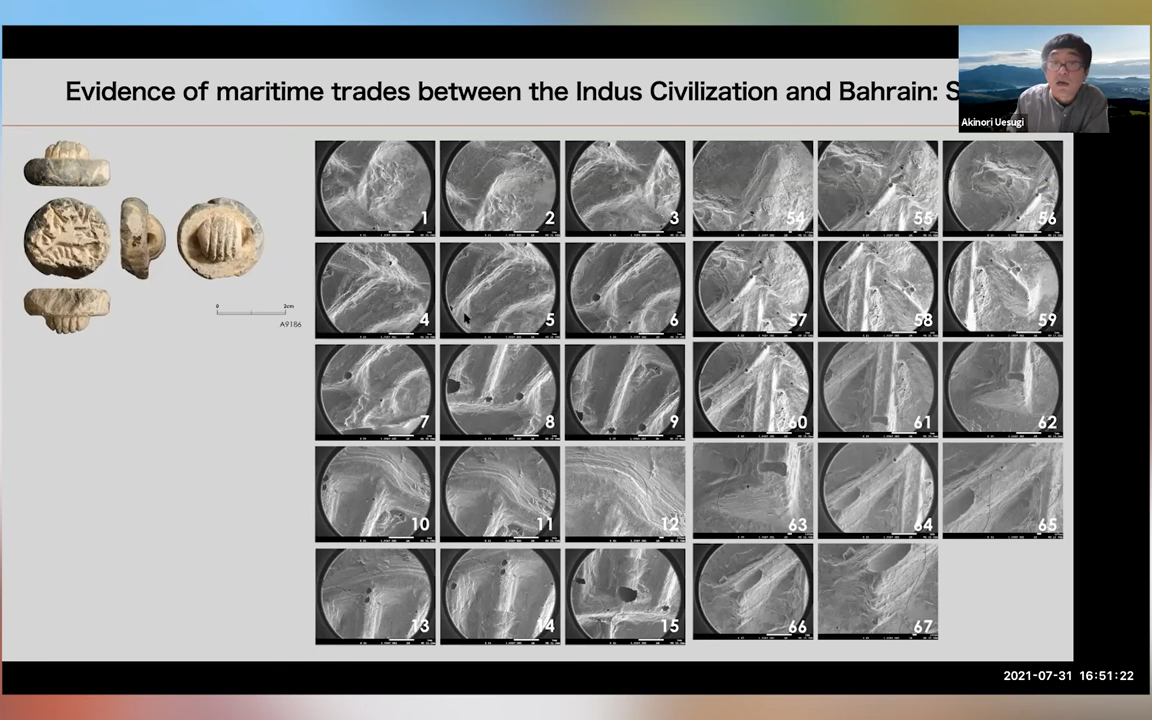 Evidence of maritime trades between the Indus Civilization and Bahrain: S
Akinori Uesugi
0 2cm
A9186
1 2 3 54 55 56
4 5 6 57 58 59
7 8 9 60 61 62
10 11 12 63 64 65
13 14 15 66 67
2021-07-31 16:51:22